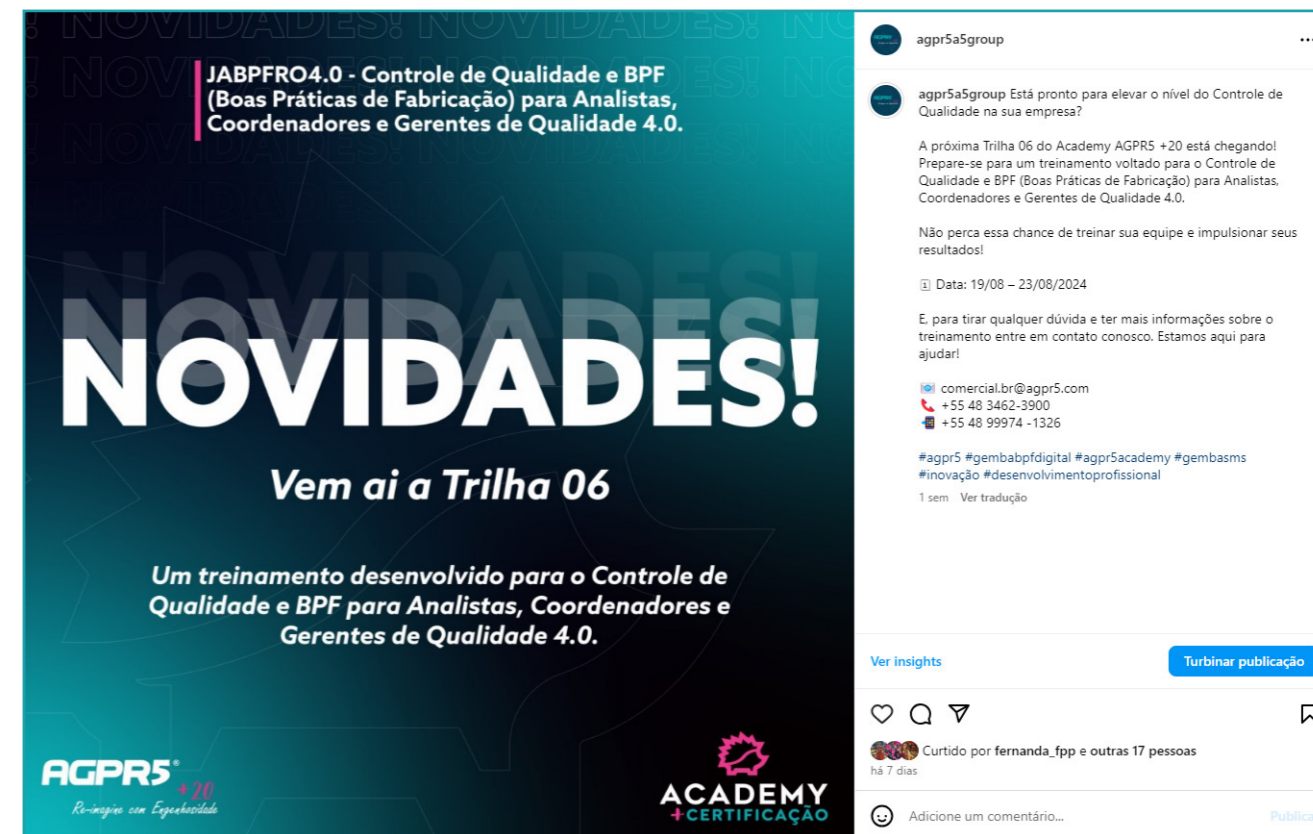 NOVIDADES! NOVIDADES!
JABPFRO4.0 - Controle de Qualidade e BPF
(Boas Práticas de Fabricação) para Analistas,
Coordenadores e Gerentes de Qualidade 4.0.
NOVIDADES!
NOVIDADES!
Vem ai a Trilha 06
Um treinamento desenvolvido para o Controle de
Qualidade e BPF para Analistas, Coordenadores e
Gerentes de Qualidade 4.0.
AGPR5®
+20
Re-imagine com Engenhosidade
ACADEMY
+CERTIFICAÇÃO
agpr5a5group
agpr5a5group Está pronto para elevar o nível do Controle de
Qualidade na sua empresa?
A próxima Trilha 06 do Academy AGPR5 +20 está chegando!
Prepare-se para um treinamento voltado para o Controle de
Qualidade e BPF (Boas Práticas de Fabricação) para Analistas,
Coordenadores e Gerentes de Qualidade 4.0.
Não perca essa chance de treinar sua equipe e impulsionar seus
resultados!
Data: 19/08 – 23/08/2024
E, para tirar qualquer dúvida e ter mais informações sobre o
treinamento entre em contato conosco. Estamos aqui para
ajudar!
comercial.br@agpr5.com
+55 48 3462-3900
+55 48 99974 -1326
#agpr5 #gembabpfdigital #agpr5academy #gembasms
#inovação #desenvolvimentoprofissional
1 sem Ver tradução
Ver insights
Turbinar publicação
Curtido por fernanda_fpp e outras 17 pessoas
há 7 dias
Adicione um comentário...
Publica